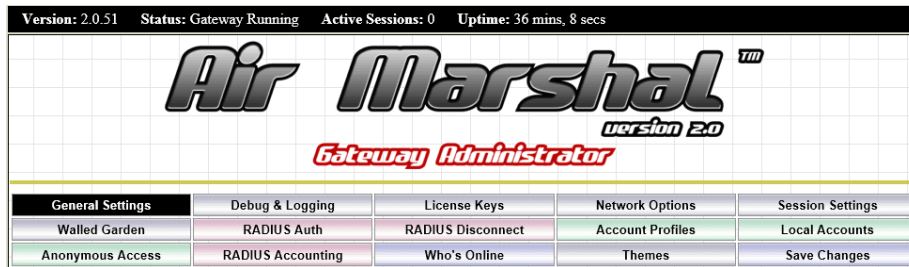 Version: 2.0.51 Status: Gateway Running Active Sessions: 0 Uptime: 36 mins, 8 secs
Air Marshal TM
version 2.0
Gateway Administrator
General Settings Debug & Logging License Keys Network Options Session Settings
Walled Garden RADIUS Auth RADIUS Disconnect Account Profiles Local Accounts
Anonymous Access RADIUS Accounting Who's Online Themes Save Changes